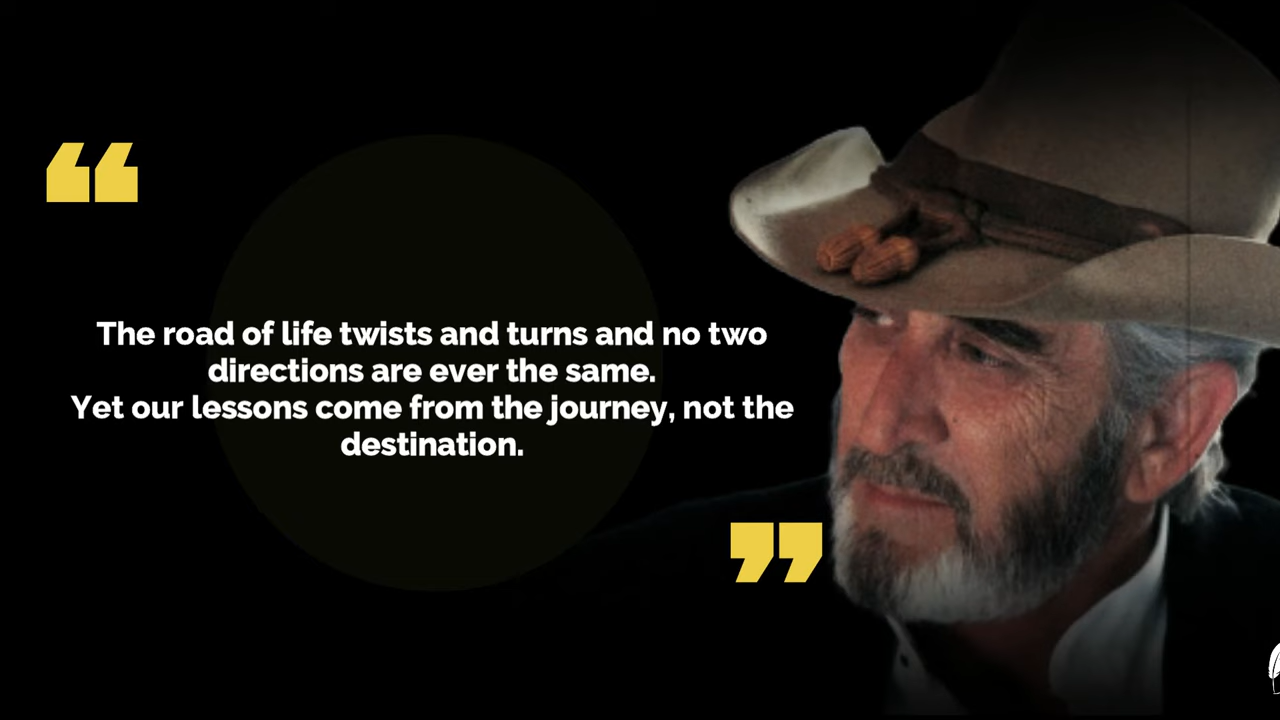 The road of life twists and turns and no two
directions are ever the same.
Yet our lessons come from the journey, not the
destination.